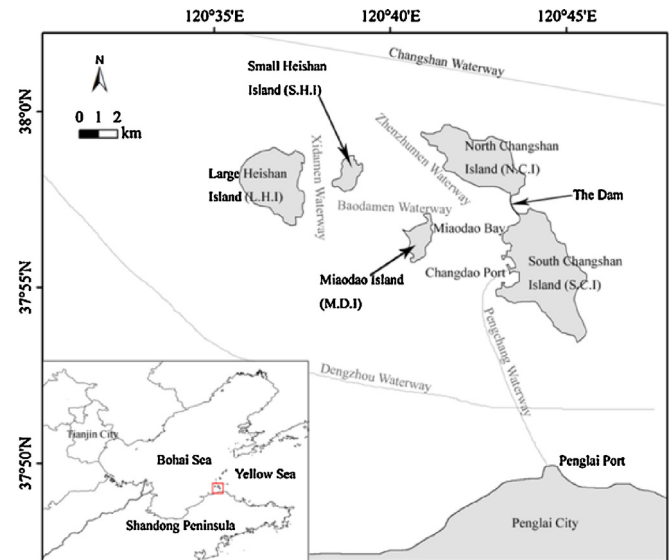 120°35'E 120°40'E 120°45'E
Changshan Waterway
N
Small Heishan
Island (S.H.I)
0 1 2
km
38°0'N
Zhenzhumen Waterway
North Changshan
Island (N.C.I)
Large Heishan
Island (L.H.I)
Xidamen Waterway
The Dam
Baodamen Waterway
Miaodao Bay
South Changshan
Island (S.C.I)
Changdao Port
Miaodao Island
(M.D.I)
37°55'N
Pengchang Waterway
Dengzhou Waterway
Tianjin City
Bohai Sea
Yellow Sea
Shandong Peninsula
37°50'N
Penglai Port
Penglai City